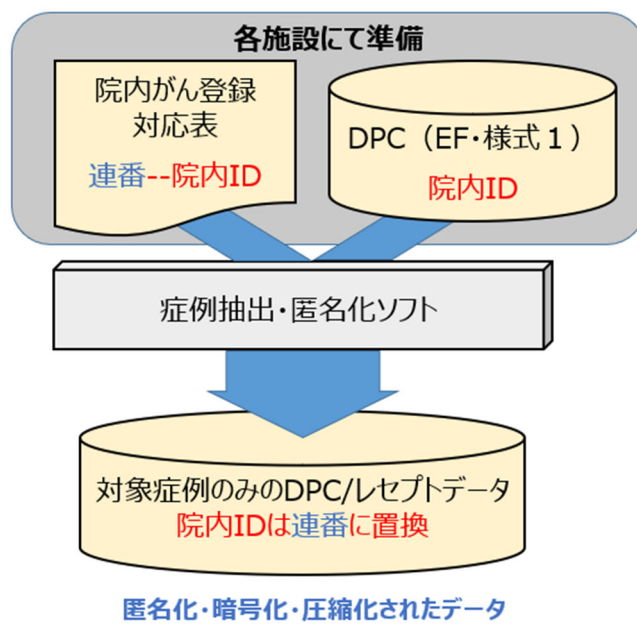 各施設にて準備
院内がん登録
対応表
連番--院内ID
DPC（EF・様式１）
院内ID
症例抽出・匿名化ソフト
対象症例のみのDPC/レセプトデータ
院内IDは連番に置換
匿名化・暗号化・圧縮化されたデータ